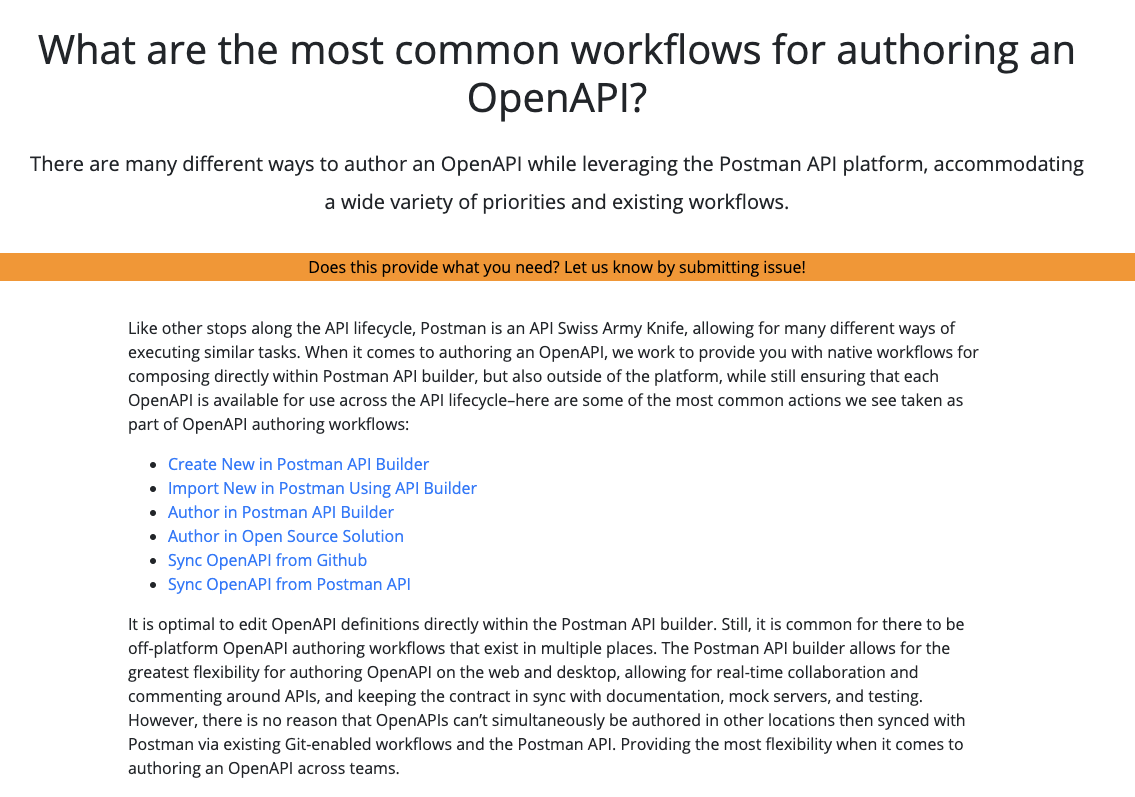 What are the most common workflows for authoring an
OpenAPI?
There are many different ways to author an OpenAPI while leveraging the Postman API platform, accommodating
a wide variety of priorities and existing workflows.
Does this provide what you need? Let us know by submitting issue!
Like other stops along the API lifecycle, Postman is an API Swiss Army Knife, allowing for many different ways of
executing similar tasks. When it comes to authoring an OpenAPI, we work to provide you with native workflows for
composing directly within Postman API builder, but also outside of the platform, while still ensuring that each
OpenAPI is available for use across the API lifecycle–here are some of the most common actions we see taken as
part of OpenAPI authoring workflows:
• Create New in Postman API Builder
• Import New in Postman Using API Builder
• Author in Postman API Builder
• Author in Open Source Solution
• Sync OpenAPI from Github
• Sync OpenAPI from Postman API
It is optimal to edit OpenAPI definitions directly within the Postman API builder. Still, it is common for there to be
off-platform OpenAPI authoring workflows that exist in multiple places. The Postman API builder allows for the
greatest flexibility for authoring OpenAPI on the web and desktop, allowing for real-time collaboration and
commenting around APIs, and keeping the contract in sync with documentation, mock servers, and testing.
However, there is no reason that OpenAPIs can’t simultaneously be authored in other locations then synced with
Postman via existing Git-enabled workflows and the Postman API. Providing the most flexibility when it comes to
authoring an OpenAPI across teams.